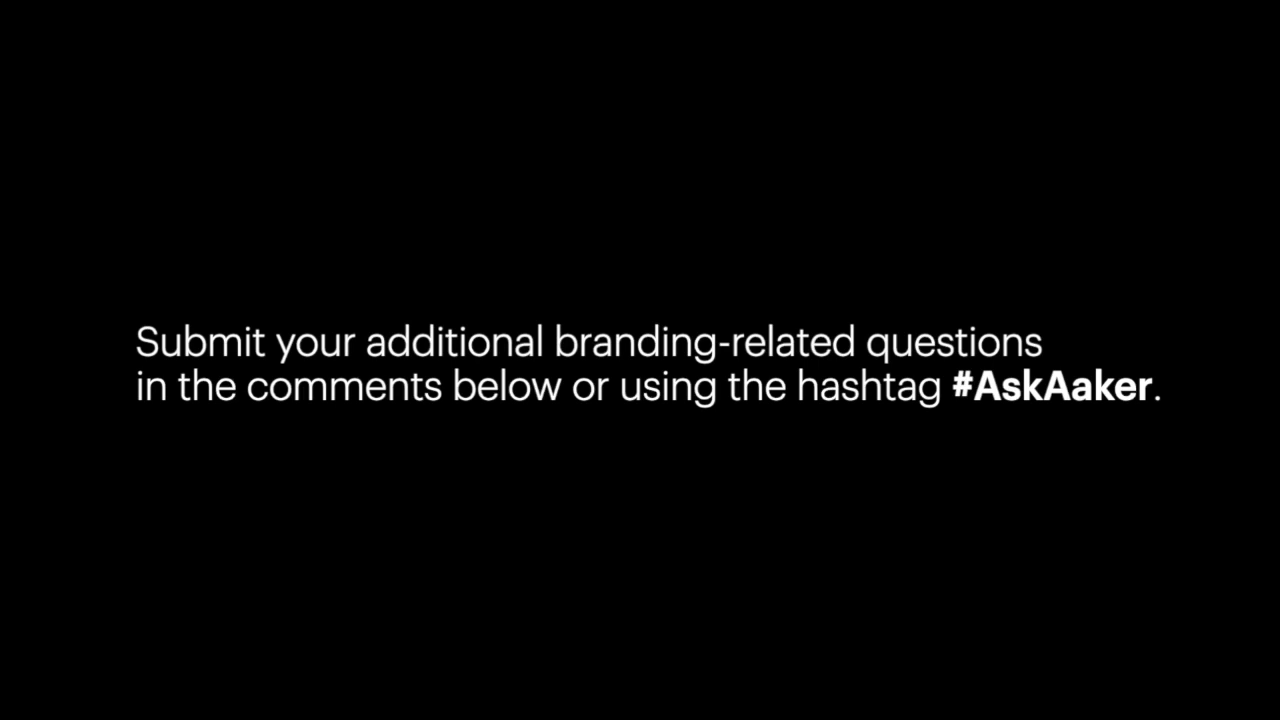 Submit your additional branding-related questions
in the comments below or using the hashtag #AskAaker.